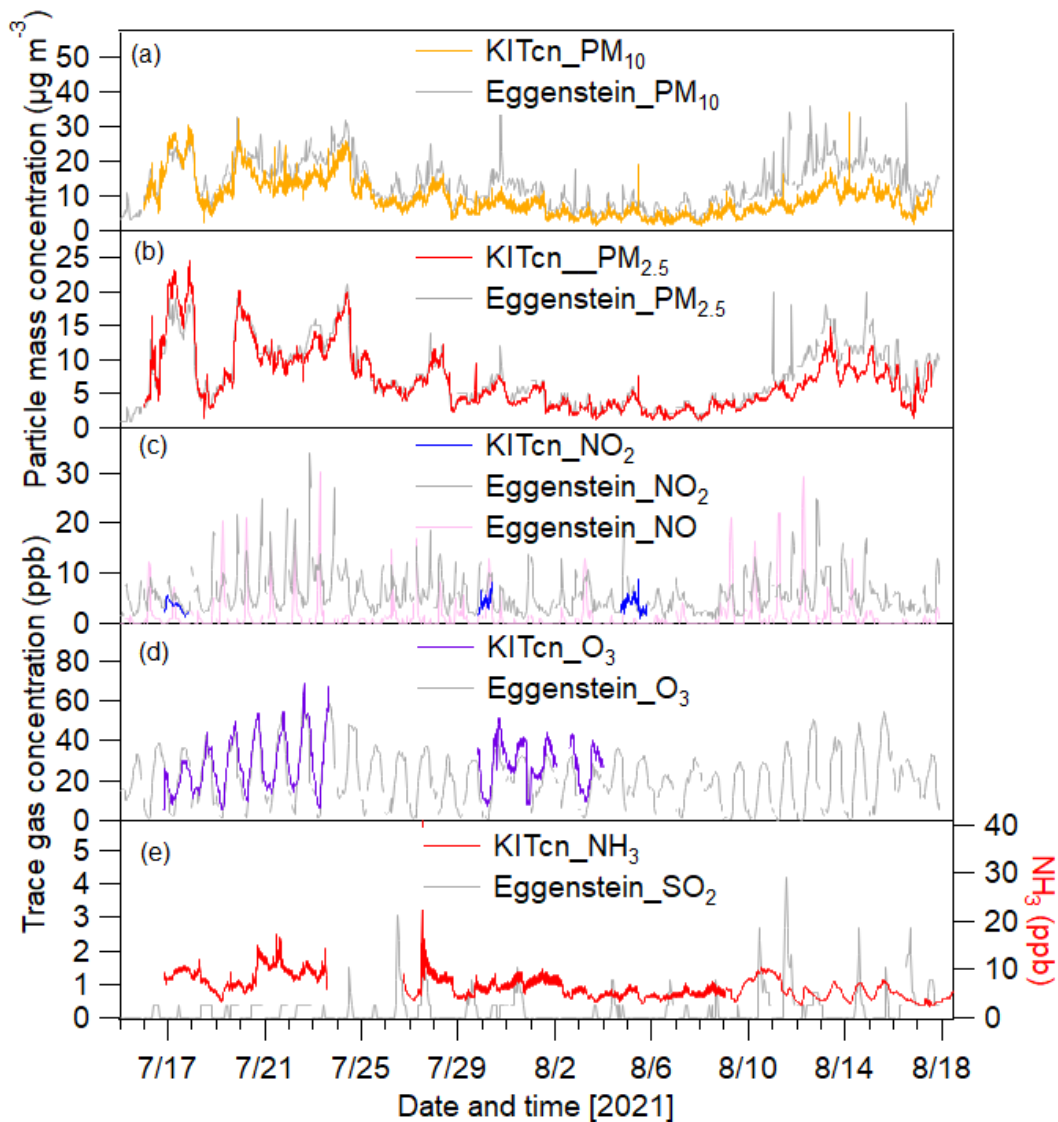 Particle mass concentration (µg m⁻³)
Trace gas concentration (ppb)
(a)
KITcn_PM₁₀
Eggenstein_PM₁₀
50
40
30
20
10
0
(b)
KITcn__PM₂.₅
Eggenstein_PM₂.₅
25
20
15
10
5
0
(c)
KITcn_NO₂
Eggenstein_NO₂
Eggenstein_NO
30
20
10
0
(d)
KITcn_O₃
Eggenstein_O₃
80
60
40
20
0
(e)
KITcn_NH₃
Eggenstein_SO₂
5
4
3
2
1
0
40
30
20
10
0
NH₃ (ppb)
7/17 7/21 7/25 7/29 8/2 8/6 8/10 8/14 8/18
Date and time [2021]